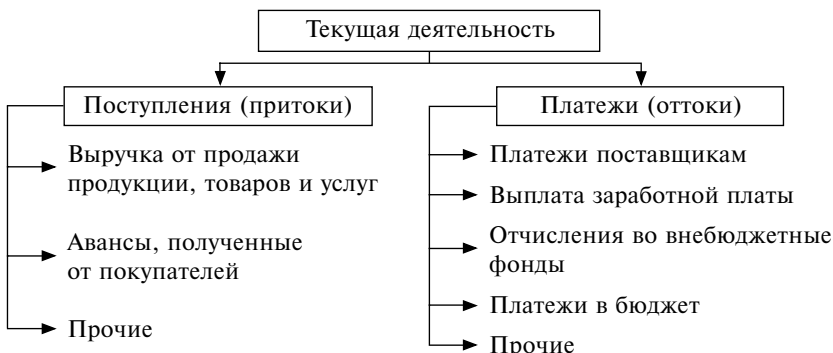 Текущая деятельность
Поступления (притоки)
Выручка от продажи
продукции, товаров и услуг
Авансы, полученные
от покупателей
Прочие
Платежи (оттоки)
Платежи поставщикам
Выплата заработной платы
Отчисления во внебюджетные
фонды
Платежи в бюджет
Прочие